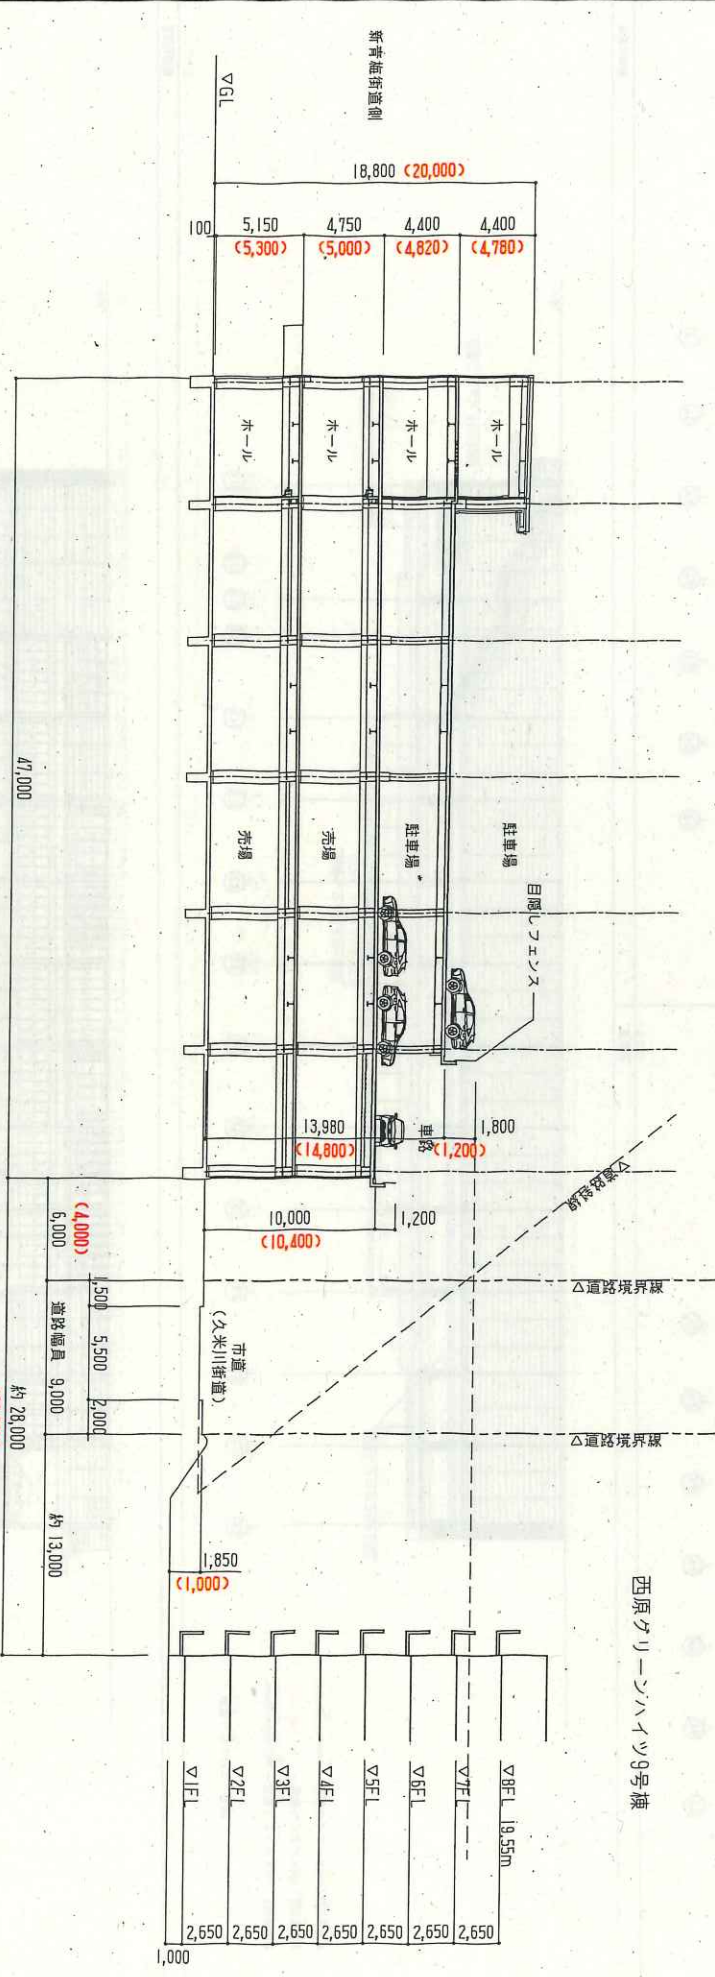 新青梅街道側
▽GL
18,800 (20,000)
100
5,150
(5,300)
4,750
(5,000)
4,400
(4,820)
4,400
(4,780)
ホール
ホール
ホール
ホール
47,000
売場
売場
駐車場
駐車場
目隠しフェンス
13,980
(14,800)
車路
1,800
(1,200)
10,000
(10,400)
1,200
▽道路斜線
△道路境界線
△道路境界線
(4,000)
6,000
1,500
5,500
2,000
道路幅員 9,000
約 28,000
約 13,000
市道
(久米川街道)
1,850
(1,000)
西原グリーンハイツ9号棟
▽1FL
▽2FL
▽3FL
▽4FL
▽5FL
▽6FL
▽7FL
▽8FL 19.55m
1,000
2,650
2,650
2,650
2,650
2,650
2,650
2,650